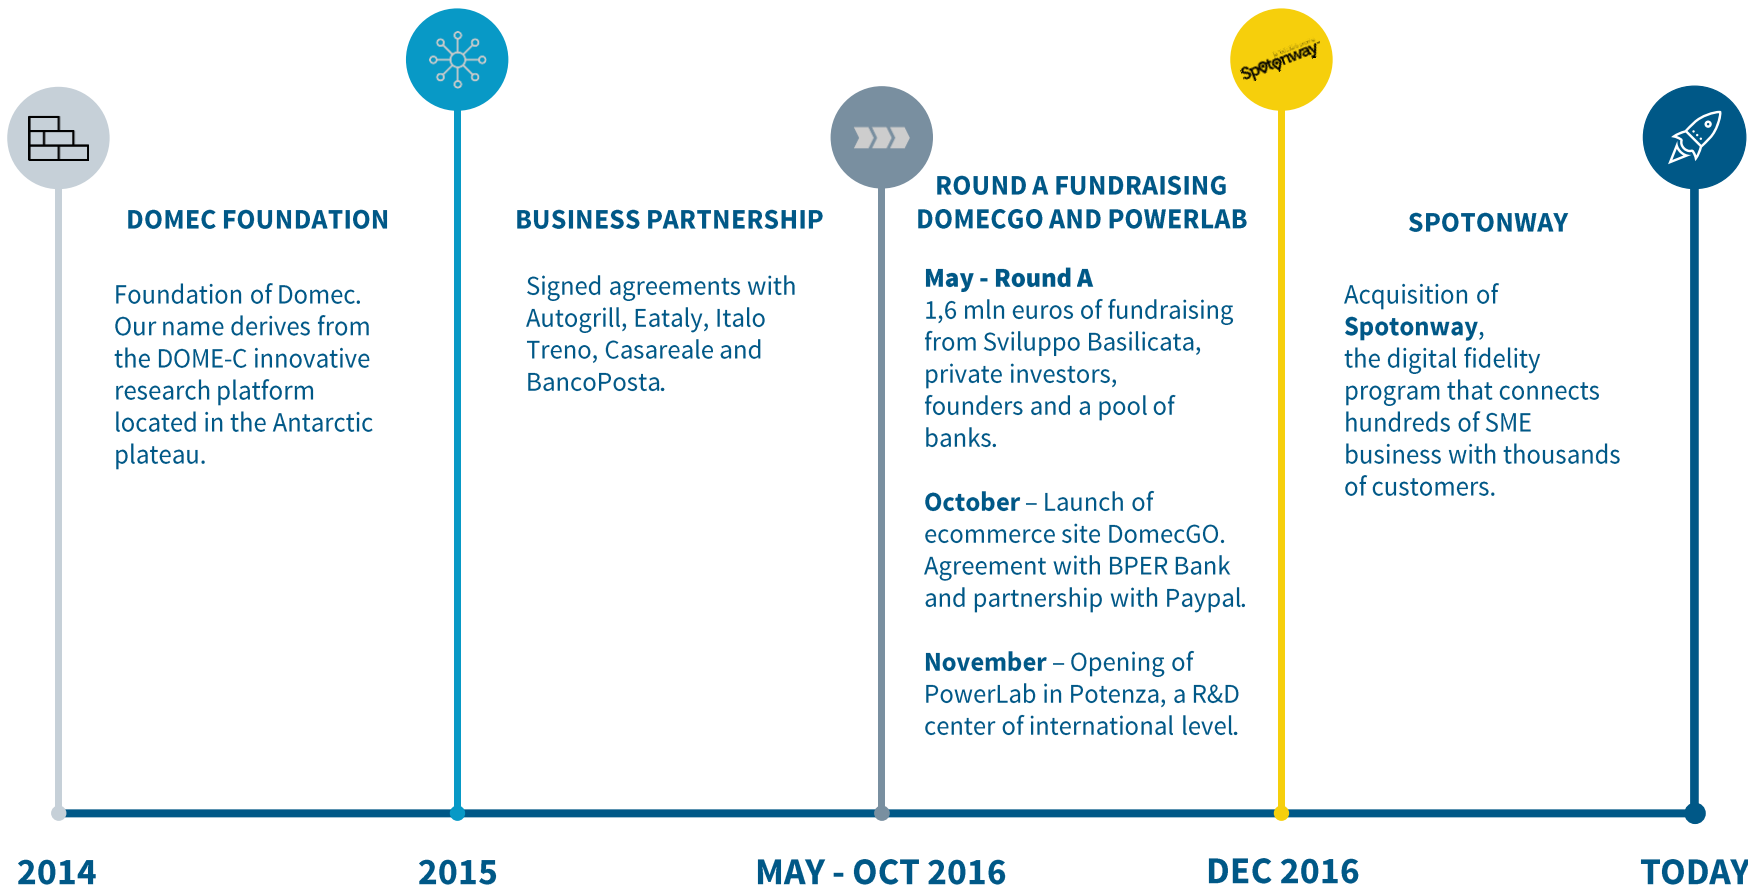 Spotonway
DOMEC FOUNDATION
Foundation of Domec.
Our name derives from
the DOME-C innovative
research platform
located in the Antarctic
plateau.
BUSINESS PARTNERSHIP
Signed agreements with
Autogrill, Eataly, Italo
Treno, Casareale and
BancoPosta.
ROUND A FUNDRAISING
DOMECGO AND POWERLAB
May - Round A
1,6 mln euros of fundraising
from Sviluppo Basilicata,
private investors,
founders and a pool of
banks.
October – Launch of
ecommerce site DomecGO.
Agreement with BPER Bank
and partnership with Paypal.
November – Opening of
PowerLab in Potenza, a R&D
center of international level.
SPOTONWAY
Acquisition of
Spotonway,
the digital fidelity
program that connects
hundreds of SME
business with thousands
of customers.
2014
2015
MAY - OCT 2016
DEC 2016
TODAY